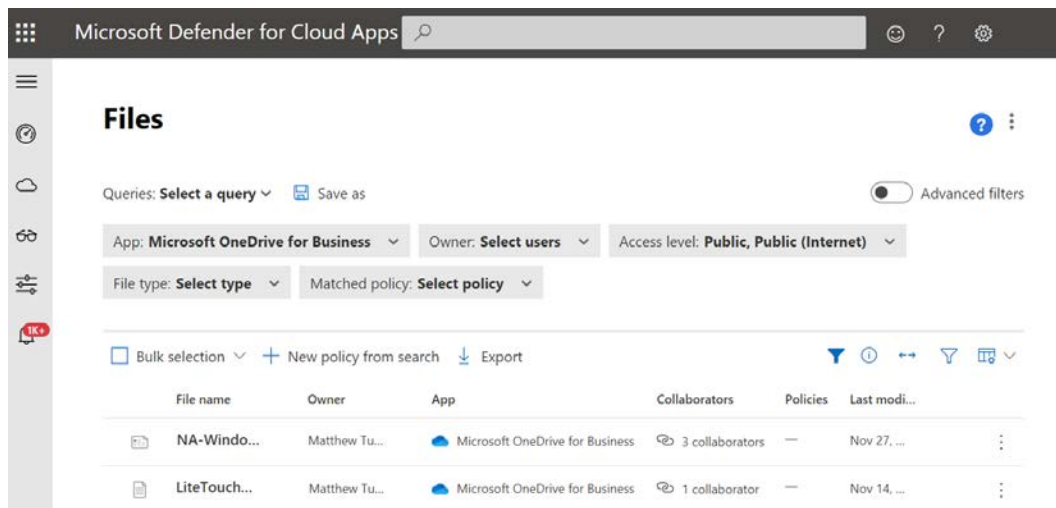 Microsoft Defender for Cloud Apps
?
Files
?
Queries: Select a query Save as Advanced filters
App: Microsoft OneDrive for Business Owner: Select users Access level: Public, Public (Internet)
File type: Select type Matched policy: Select policy
1K+
Bulk selection New policy from search Export
File name Owner App Collaborators Policies Last modi...
NA-Windo... Matthew Tu... Microsoft OneDrive for Business 3 collaborators — Nov 27, ...
LiteTouch... Matthew Tu... Microsoft OneDrive for Business 1 collaborator — Nov 14, ...